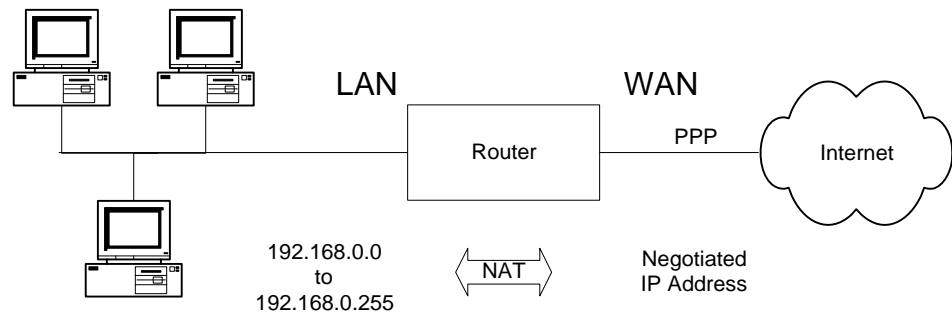 LAN
WAN
Router
PPP
Internet
192.168.0.0
to
192.168.0.255
NAT
Negotiated
IP Address